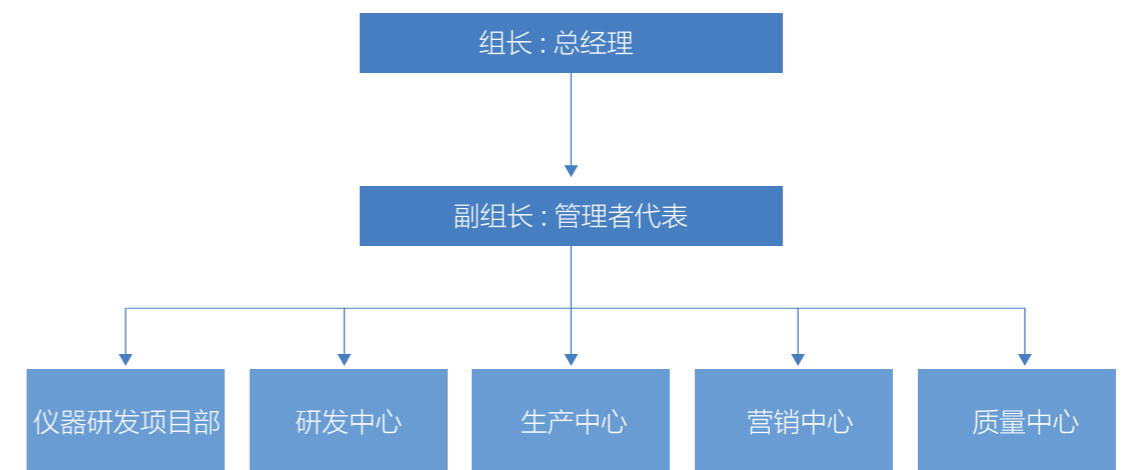 组长 : 总经理
副组长 : 管理者代表
仪器研发项目部
研发中心
生产中心
营销中心
质量中心